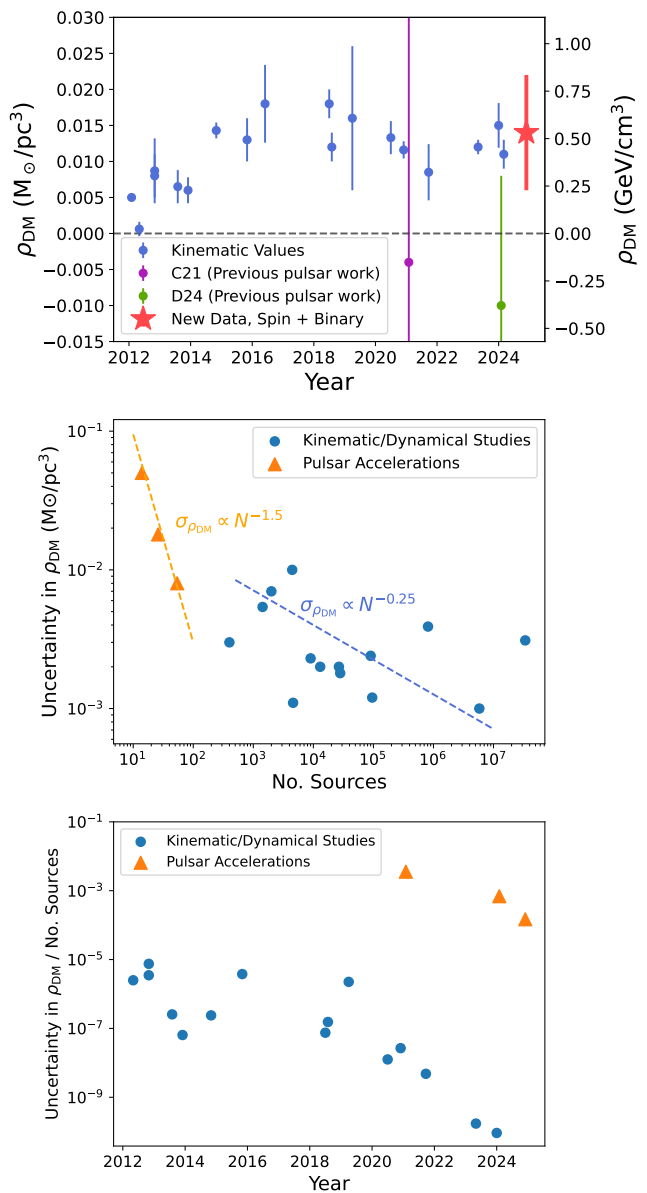 0.030
0.025
0.020
0.015
0.010
0.005
0.000
−0.005
−0.010
−0.015
ρDM (M☉/pc³)
1.00
0.75
0.50
0.25
0.00
−0.25
−0.50
ρDM (GeV/cm³)
Kinematic Values
C21 (Previous pulsar work)
D24 (Previous pulsar work)
New Data, Spin + Binary
2012 2014 2016 2018 2020 2022 2024
Year
10⁻¹
10⁻²
10⁻³
Uncertainty in ρDM (M⊙/pc³)
Kinematic/Dynamical Studies
Pulsar Accelerations
σρDM ∝ N⁻¹·⁵
σρDM ∝ N⁻⁰·²⁵
10¹ 10² 10³ 10⁴ 10⁵ 10⁶ 10⁷
No. Sources
10⁻¹
10⁻³
10⁻⁵
10⁻⁷
10⁻⁹
Uncertainty in ρDM / No. Sources
Kinematic/Dynamical Studies
Pulsar Accelerations
2012 2014 2016 2018 2020 2022 2024
Year